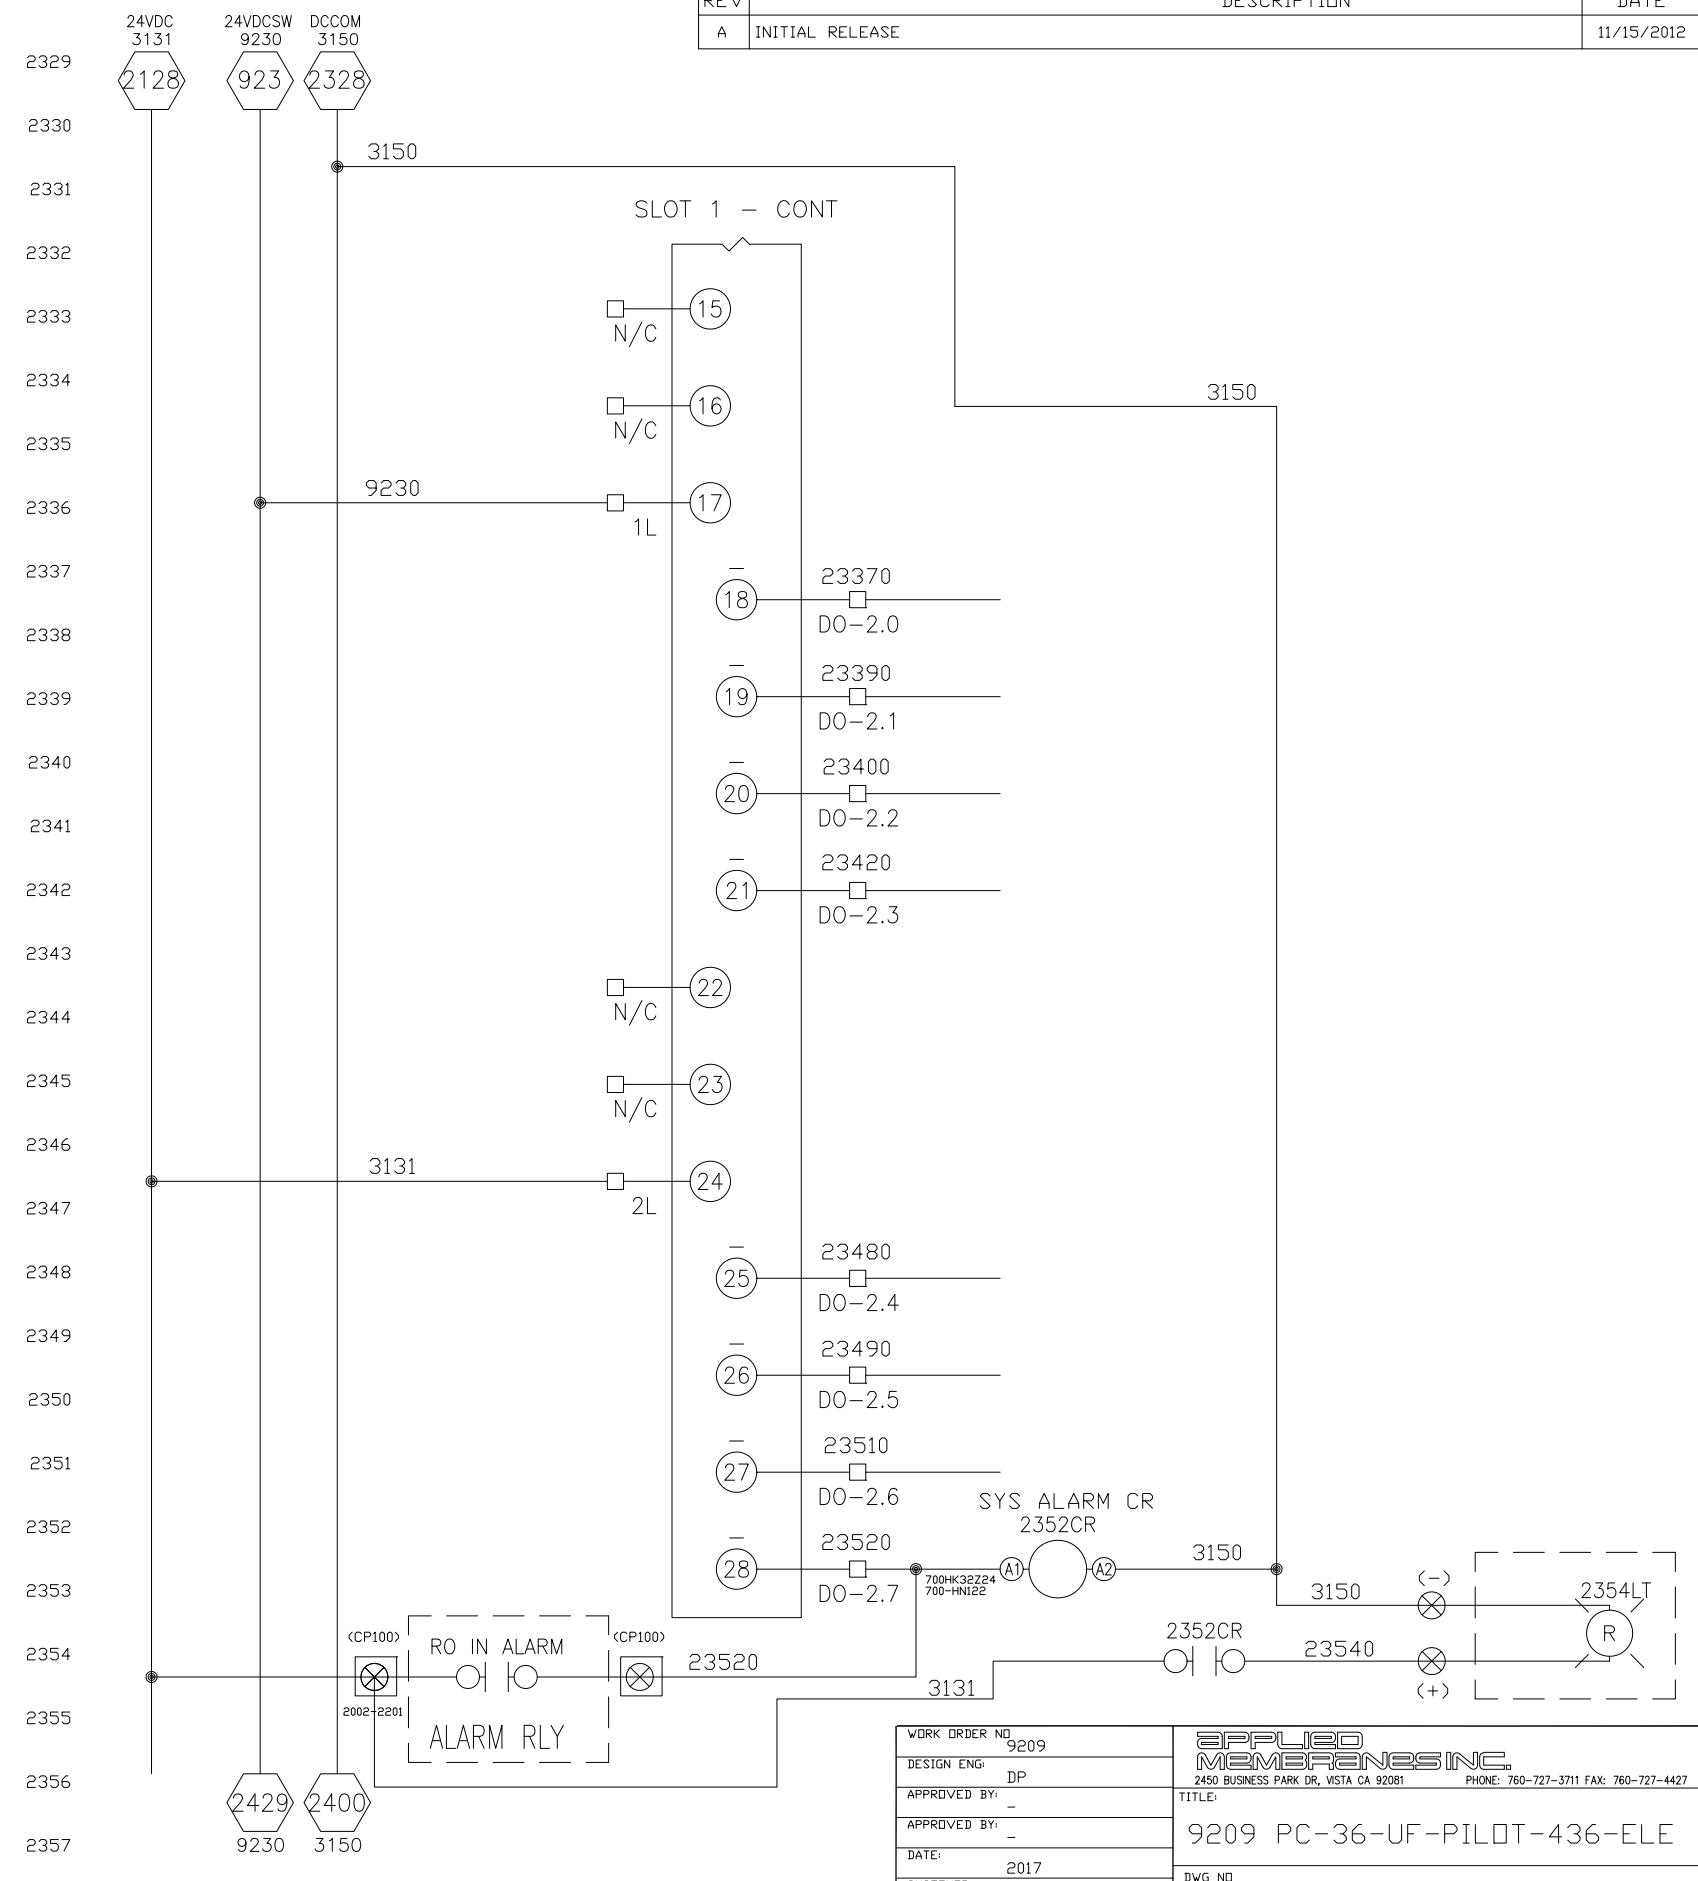 REV DESCRIPTION DATE
A INITIAL RELEASE 11/15/2012
24VDC 24VDCSW DCCOM
3131 9230 3150
2329
2128 923 2328
2330
3150
2331
SLOT 1 - CONT
2332
15
2333
N/C
2334
3150
16
N/C
2335
9230
17
2336
1L
2337
-
23370
18
DO-2.0
2338
-
23390
19
2339
DO-2.1
2340
-
23400
20
DO-2.2
2341
-
23420
21
2342
DO-2.3
2343
22
N/C
2344
2345
23
N/C
2346
3131
24
2L
2347
-
23480
2348
25
DO-2.4
2349
-
23490
26
2350
DO-2.5
-
23510
2351
27
DO-2.6
SYS ALARM CR
2352
2352CR
-
23520
3150
28
A1 A2
700HK32Z24
700-HN122
DO-2.7
(-)
2353
3150
2354LT
2352CR
R
(CP100) RO IN ALARM (CP100)
2354
23540
23520
3131
(+)
2002-2201
2355
ALARM RLY
2356
2429 2400
2357
9230 3150
WORK ORDER NO
9209
DESIGN ENG:
DP
APPROVED BY:
-
APPROVED BY:
-
DATE:
2017
APPLIED
MEMBRANES INC.
2450 BUSINESS PARK DR, VISTA CA 92081 PHONE: 760-727-3711 FAX: 760-727-4427
TITLE:
9209 PC-36-UF-PILOT-436-ELE
DWG NO